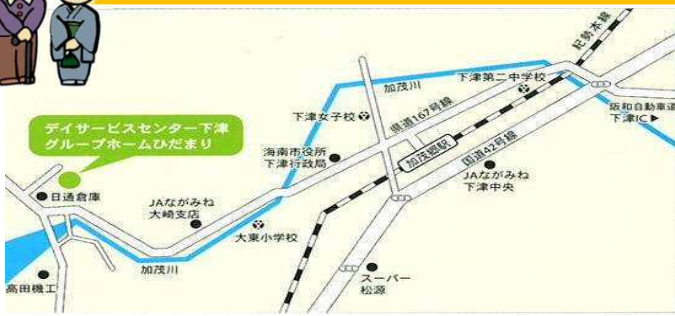 紀勢本線
加茂川
下津第二中学校
下津女子校
県道167号線
阪和自動車道
下津IC▶
デイサービスセンター下津
グループホームひだまり
海南市役所
下津行政局
加茂郷駅
国道42号線
JAながみね
下津中央
日通倉庫
JAながみね
大崎支店
大東小学校
加茂川
高田機工
スーパー
松源